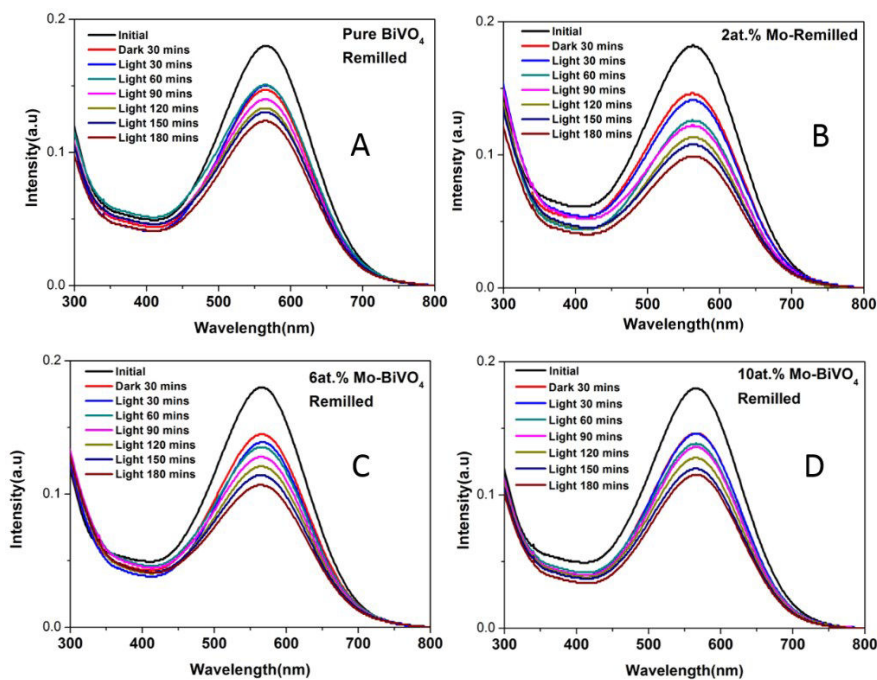 0.2
0.1
0.0
Intensity(a.u)
Initial
Dark 30 mins
Light 30 mins
Light 60 mins
Light 90 mins
Light 120 mins
Light 150 mins
Light 180 mins
Pure BiVO₄
Remilled
A
300 400 500 600 700 800
Wavelength(nm)
0.2
0.1
0.0
Intensity(a.u)
Initial
Dark 30 mins
Light 30 mins
Light 60 mins
Light 90 mins
Light 120 mins
Light 150 mins
Light 180 mins
2at.% Mo-Remilled
B
300 400 500 600 700 800
Wavelength(nm)
0.2
0.1
0.0
Intensity(a.u)
Initial
Dark 30 mins
Light 30 mins
Light 60 mins
Light 90 mins
Light 120 mins
Light 150 mins
Light 180 mins
6at.% Mo-BiVO₄
Remilled
C
300 400 500 600 700 800
Wavelength(nm)
0.2
0.1
0.0
Intensity(a.u)
Initial
Dark 30 mins
Light 30 mins
Light 60 mins
Light 90 mins
Light 120 mins
Light 150 mins
Light 180 mins
10at.% Mo-BiVO₄
Remilled
D
300 400 500 600 700 800
Wavelength(nm)